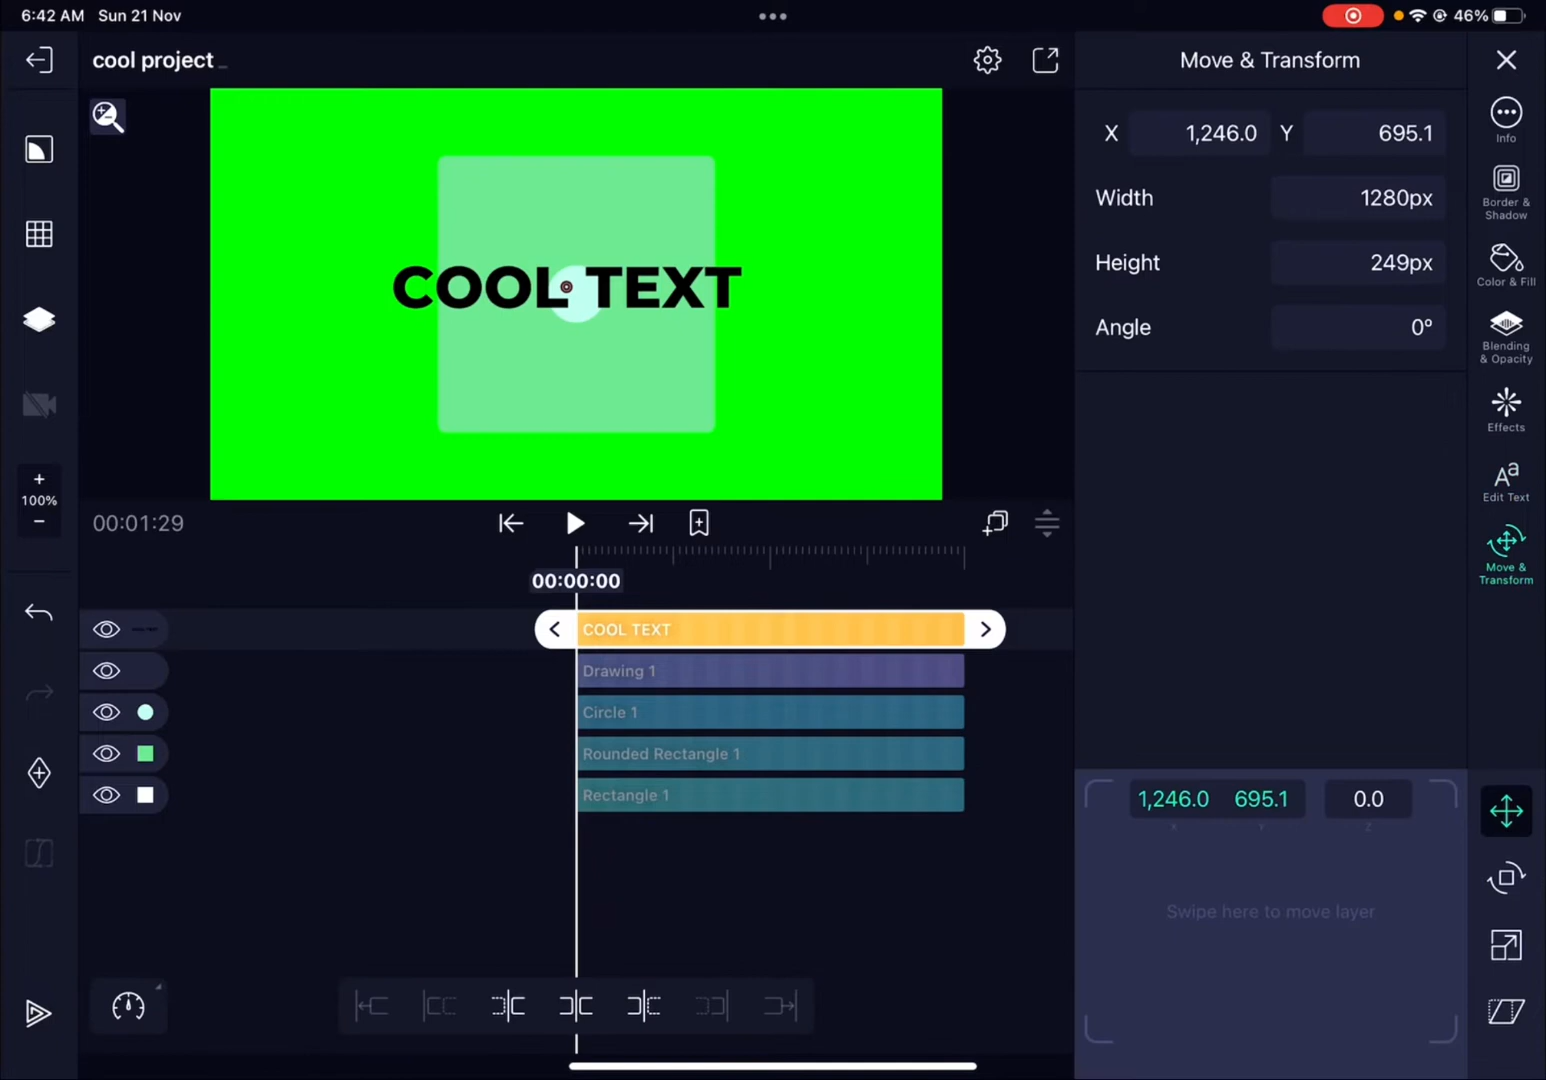 6:42 AM Sun 21 Nov
46%
cool project
Move & Transform
X 1,246.0 Y 695.1
Width 1280px
Height 249px
Angle 0°
Info
Border &
Shadow
Color & Fill
Blending
& Opacity
Effects
Aa
Edit Text
Move &
Transform
COOL TEXT
+
100%
−
00:01:29
00:00:00
COOL TEXT
Drawing 1
Circle 1
Rounded Rectangle 1
Rectangle 1
1,246.0 695.1 0.0
X Y Z
Swipe here to move layer